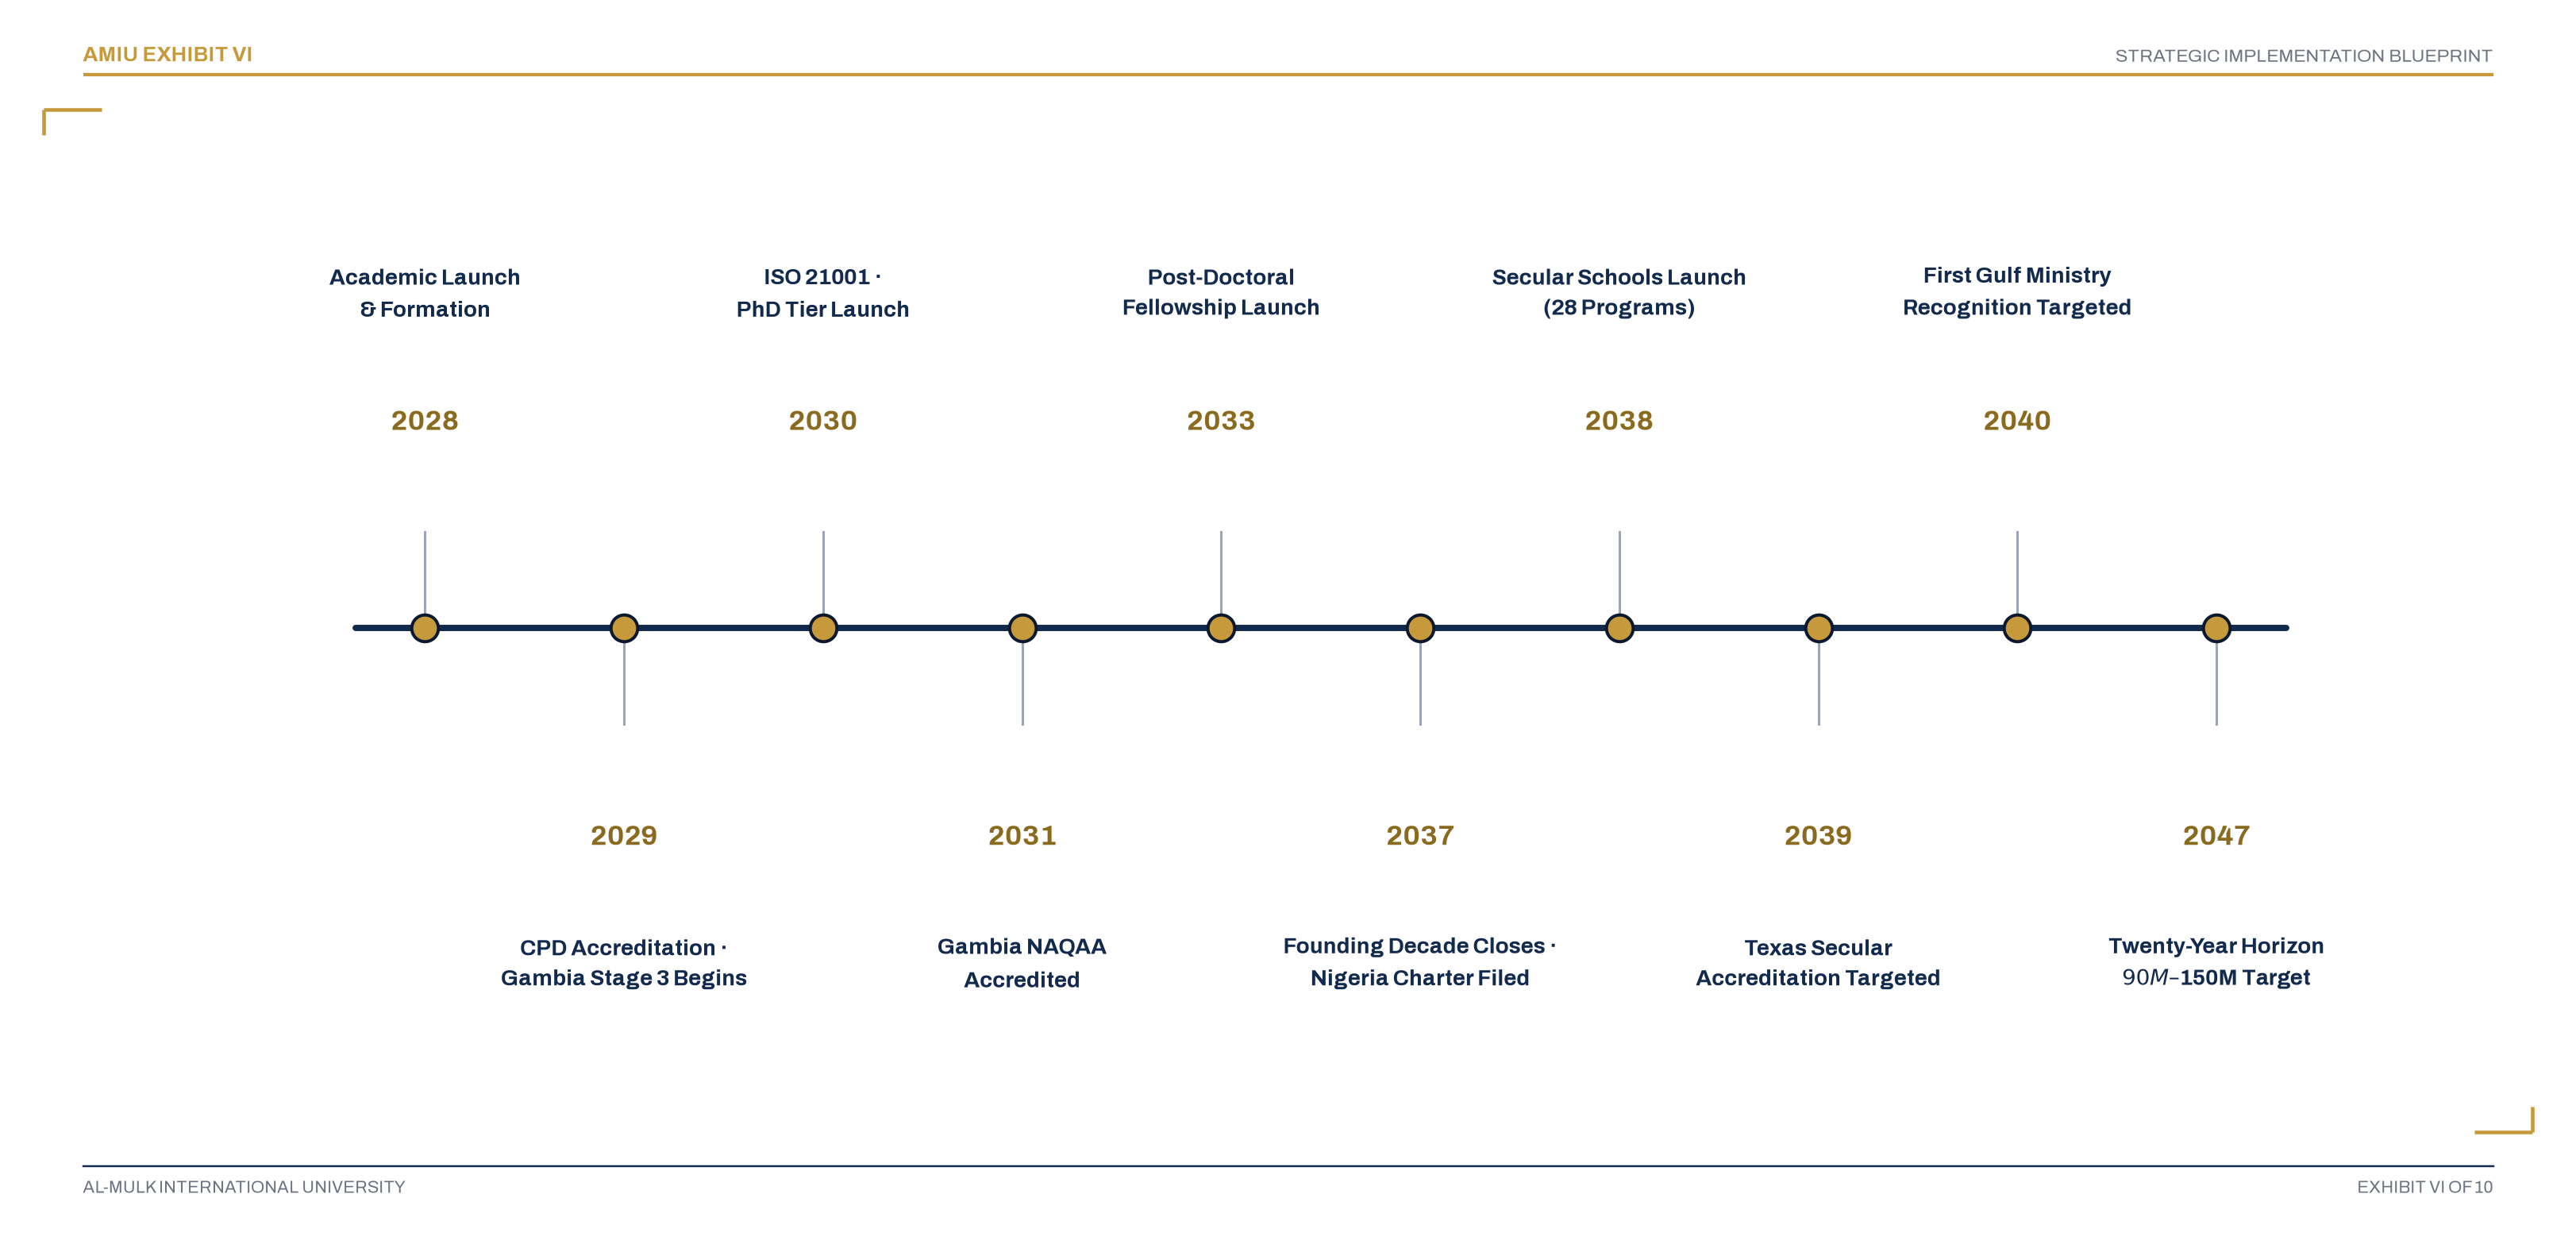 AMIU EXHIBIT VI
STRATEGIC IMPLEMENTATION BLUEPRINT
Academic Launch
& Formation
2028
ISO 21001 ·
PhD Tier Launch
2030
Post-Doctoral
Fellowship Launch
2033
Secular Schools Launch
(28 Programs)
2038
First Gulf Ministry
Recognition Targeted
2040
2029
CPD Accreditation ·
Gambia Stage 3 Begins
2031
Gambia NAQAA
Accredited
2037
Founding Decade Closes ·
Nigeria Charter Filed
2039
Texas Secular
Accreditation Targeted
2047
Twenty-Year Horizon
90M–150M Target
AL-MULK INTERNATIONAL UNIVERSITY
EXHIBIT VI OF 10